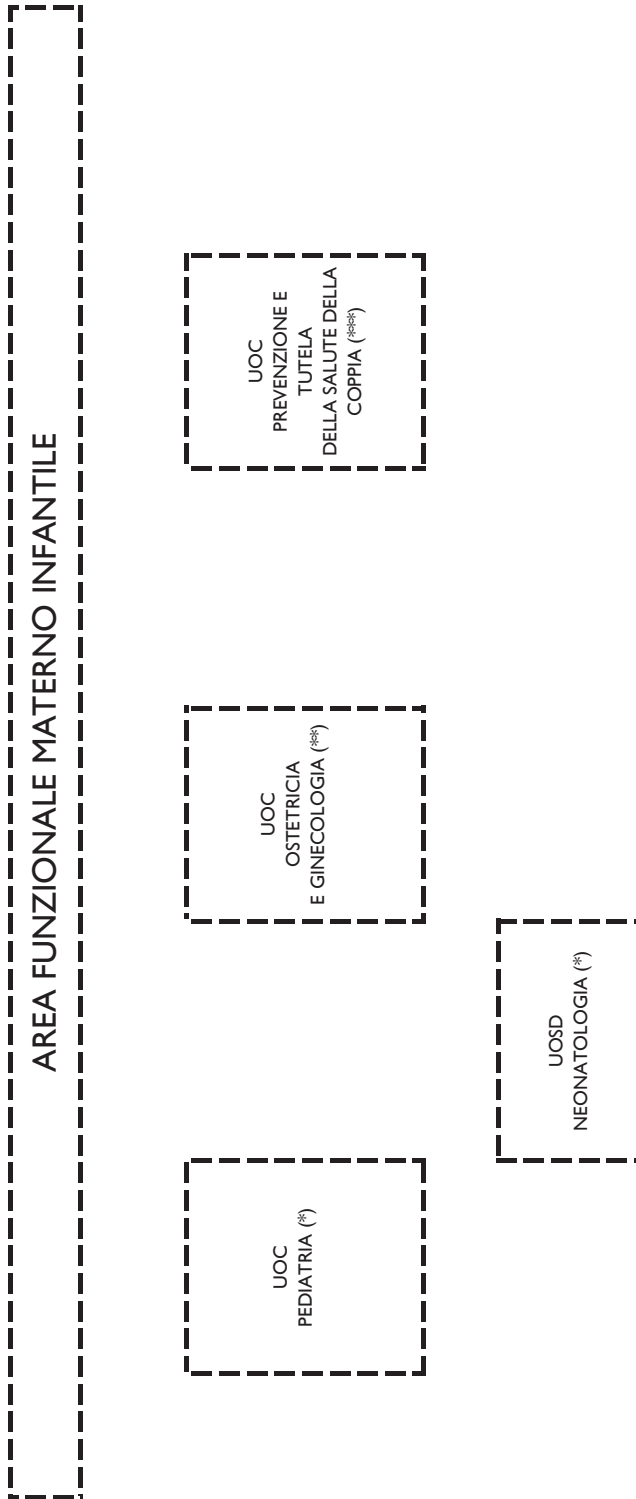 AREA FUNZIONALE MATERNO INFANTILE
UOC
PEDIATRIA (*)
UOC
OSTETRICIA
E GINECOLOGIA (**)
UOC
PREVENZIONE E
TUTELA
DELLA SALUTE DELLA
COPPIA (***)
UOSD
NEONATOLOGIA (*)